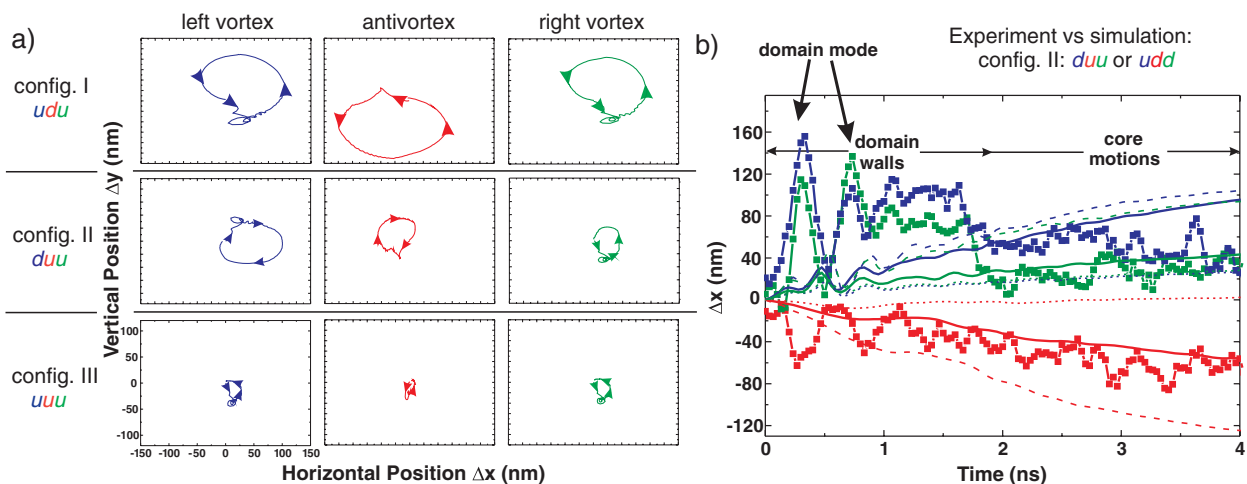 a)
left vortex
antivortex
right vortex
config. I
udu
config. II
duu
config. III
uuu
Vertical Position Δy (nm)
100
50
0
-50
-100
-150 -100 -50 0 50 100 150
Horizontal Position Δx (nm)
b)
domain mode
Experiment vs simulation:
config. II: duu or udd
domain
walls
core
motions
Δx (nm)
160
120
80
40
0
-40
-80
-120
0 1 2 3 4
Time (ns)